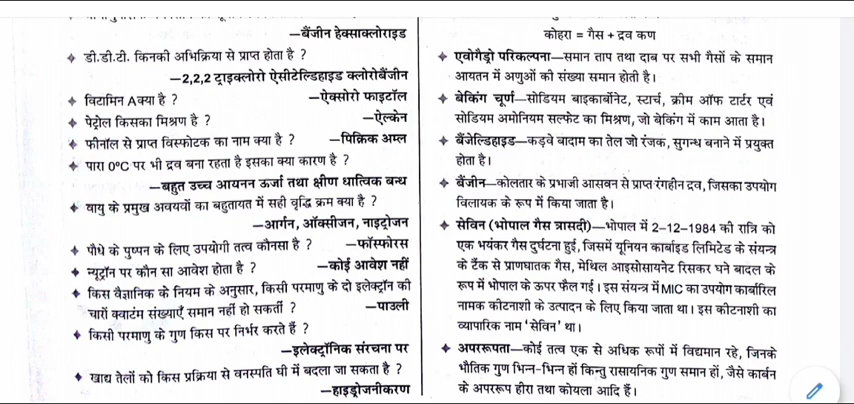 —बैंजीन हेक्साक्लोराइड
डी.डी.टी. किनकी अभिक्रिया से प्राप्त होता है ?
—2,2,2 ट्राइक्लोरो ऐसीटेल्डिहाइड क्लोरोबैंजीन
विटामिन A क्या है ? —ऐक्सोरो फाइटॉल
पेट्रोल किसका मिश्रण है ? —ऐल्केन
फीनॉल से प्राप्त विस्फोटक का नाम क्या है ? —पिक्रिक अम्ल
पारा 0°C पर भी द्रव बना रहता है इसका क्या कारण है ?
—बहुत उच्च आयनन ऊर्जा तथा क्षीण धात्विक बन्ध
वायु के प्रमुख अवयवों का बहुतायत में सही वृद्धि क्रम क्या है ?
—आर्गन, ऑक्सीजन, नाइट्रोजन
पौधे के पुष्पन के लिए उपयोगी तत्व कौनसा है ? —फॉस्फोरस
न्यूट्रॉन पर कौन सा आवेश होता है ? —कोई आवेश नहीं
किस वैज्ञानिक के नियम के अनुसार, किसी परमाणु के दो इलेक्ट्रॉन की
चारों क्वाटंम संख्याएँ समान नहीं हो सकतीं ? —पाउली
किसी परमाणु के गुण किस पर निर्भर करते हैं ?
—इलेक्ट्रॉनिक संरचना पर
खाद्य तेलों को किस प्रक्रिया से वनस्पति घी में बदला जा सकता है ?
—हाइड्रोजनीकरण
कोहरा = गैस + द्रव कण
एवोगैड्रो परिकल्पना—समान ताप तथा दाब पर सभी गैसों के समान
आयतन में अणुओं की संख्या समान होती है।
बेकिंग चूर्ण—सोडियम बाइकार्बोनेट, स्टार्च, क्रीम ऑफ टार्टर एवं
सोडियम अमोनियम सल्फेट का मिश्रण, जो बेकिंग में काम आता है।
बैंजेल्डिहाइड—कड़वे बादाम का तेल जो रंजक, सुगन्ध बनाने में प्रयुक्त
होता है।
बैंजीन—कोलतार के प्रभाजी आसवन से प्राप्त रंगहीन द्रव, जिसका उपयोग
विलायक के रूप में किया जाता है।
सेविन (भोपाल गैस त्रासदी)—भोपाल में 2-12-1984 की रात्रि को
एक भयंकर गैस दुर्घटना हुई, जिसमें यूनियन कार्बाइड लिमिटेड के संयन्त्र
के टैंक से प्राणघातक गैस, मेथिल आइसोसायनेट रिसकर घने बादल के
रूप में भोपाल के ऊपर फैल गई। इस संयन्त्र में MIC का उपयोग कार्बारिल
नामक कीटनाशी के उत्पादन के लिए किया जाता था। इस कीटनाशी का
व्यापारिक नाम ‘सेविन’ था।
अपररूपता—कोई तत्व एक से अधिक रूपों में विद्यमान रहे, जिनके
भौतिक गुण भिन्न-भिन्न हों किन्तु रासायनिक गुण समान हों, जैसे कार्बन
के अपररूप हीरा तथा कोयला आदि हैं।